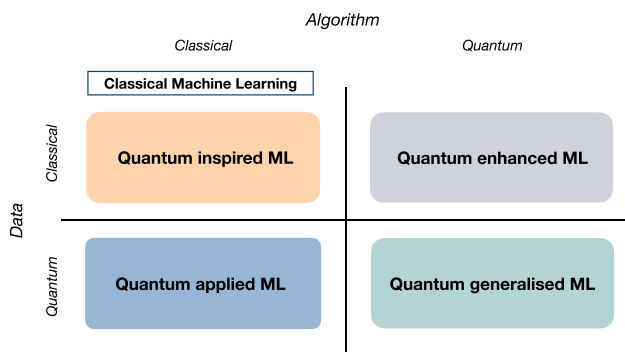 Algorithm
Classical
Quantum
Classical Machine Learning
Classical
Quantum inspired ML
Quantum enhanced ML
Data
Quantum
Quantum applied ML
Quantum generalised ML